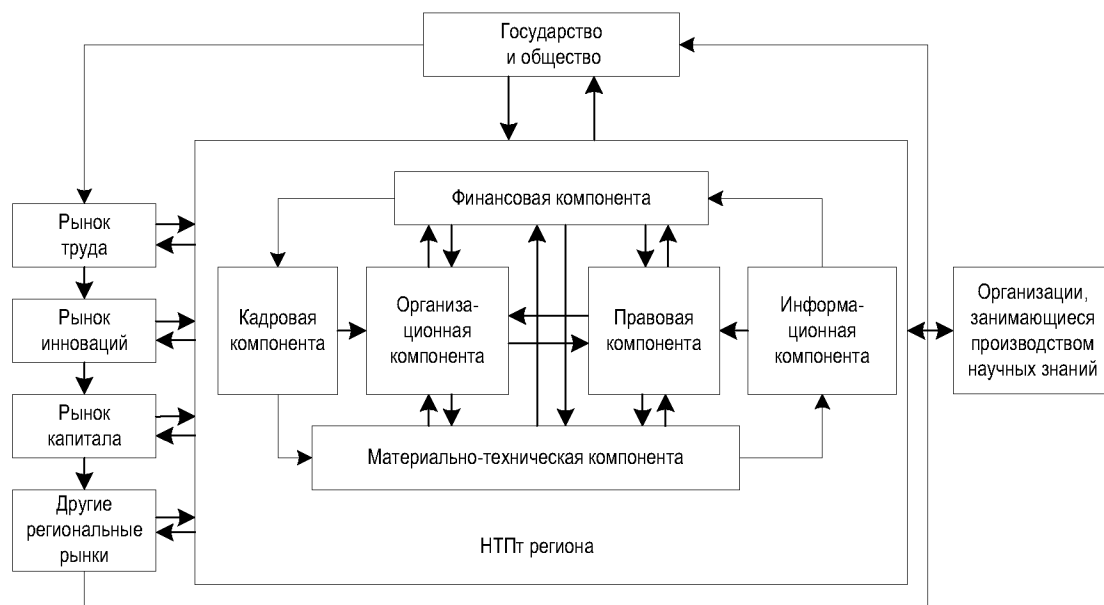 Государство
и общество
Финансовая компонента
Рынок
труда
Рынок
инноваций
Рынок
капитала
Другие
региональные
рынки
Кадровая
компонента
Организа-
ционная
компонента
Правовая
компонента
Информа-
ционная
компонента
Организации,
занимающиеся
производством
научных знаний
Материально-техническая компонента
НТПт региона